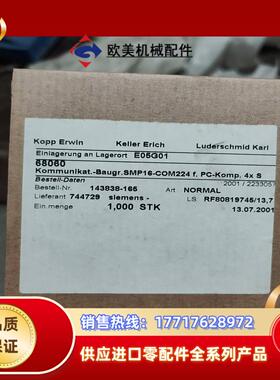 欧美机械配件
Kopp Erwin Keller Erich Luderschmid Karl
Einlagerung an Lagerort E05G01
68060
Kommunikat.-Baugr.SMP16-COM224 f. PC-Komp. 4x S
Bestell-Daten 2001 / 2233051
Bestell-Nr. 143838-165 Art NORMAL
Lieferant 744729 siemens - LS. RF80819745/13,7
Ein.menge 1,000 STK 13.07.2001
品质
保证
销售热线：17717628972
供应进口零配件全系列产品